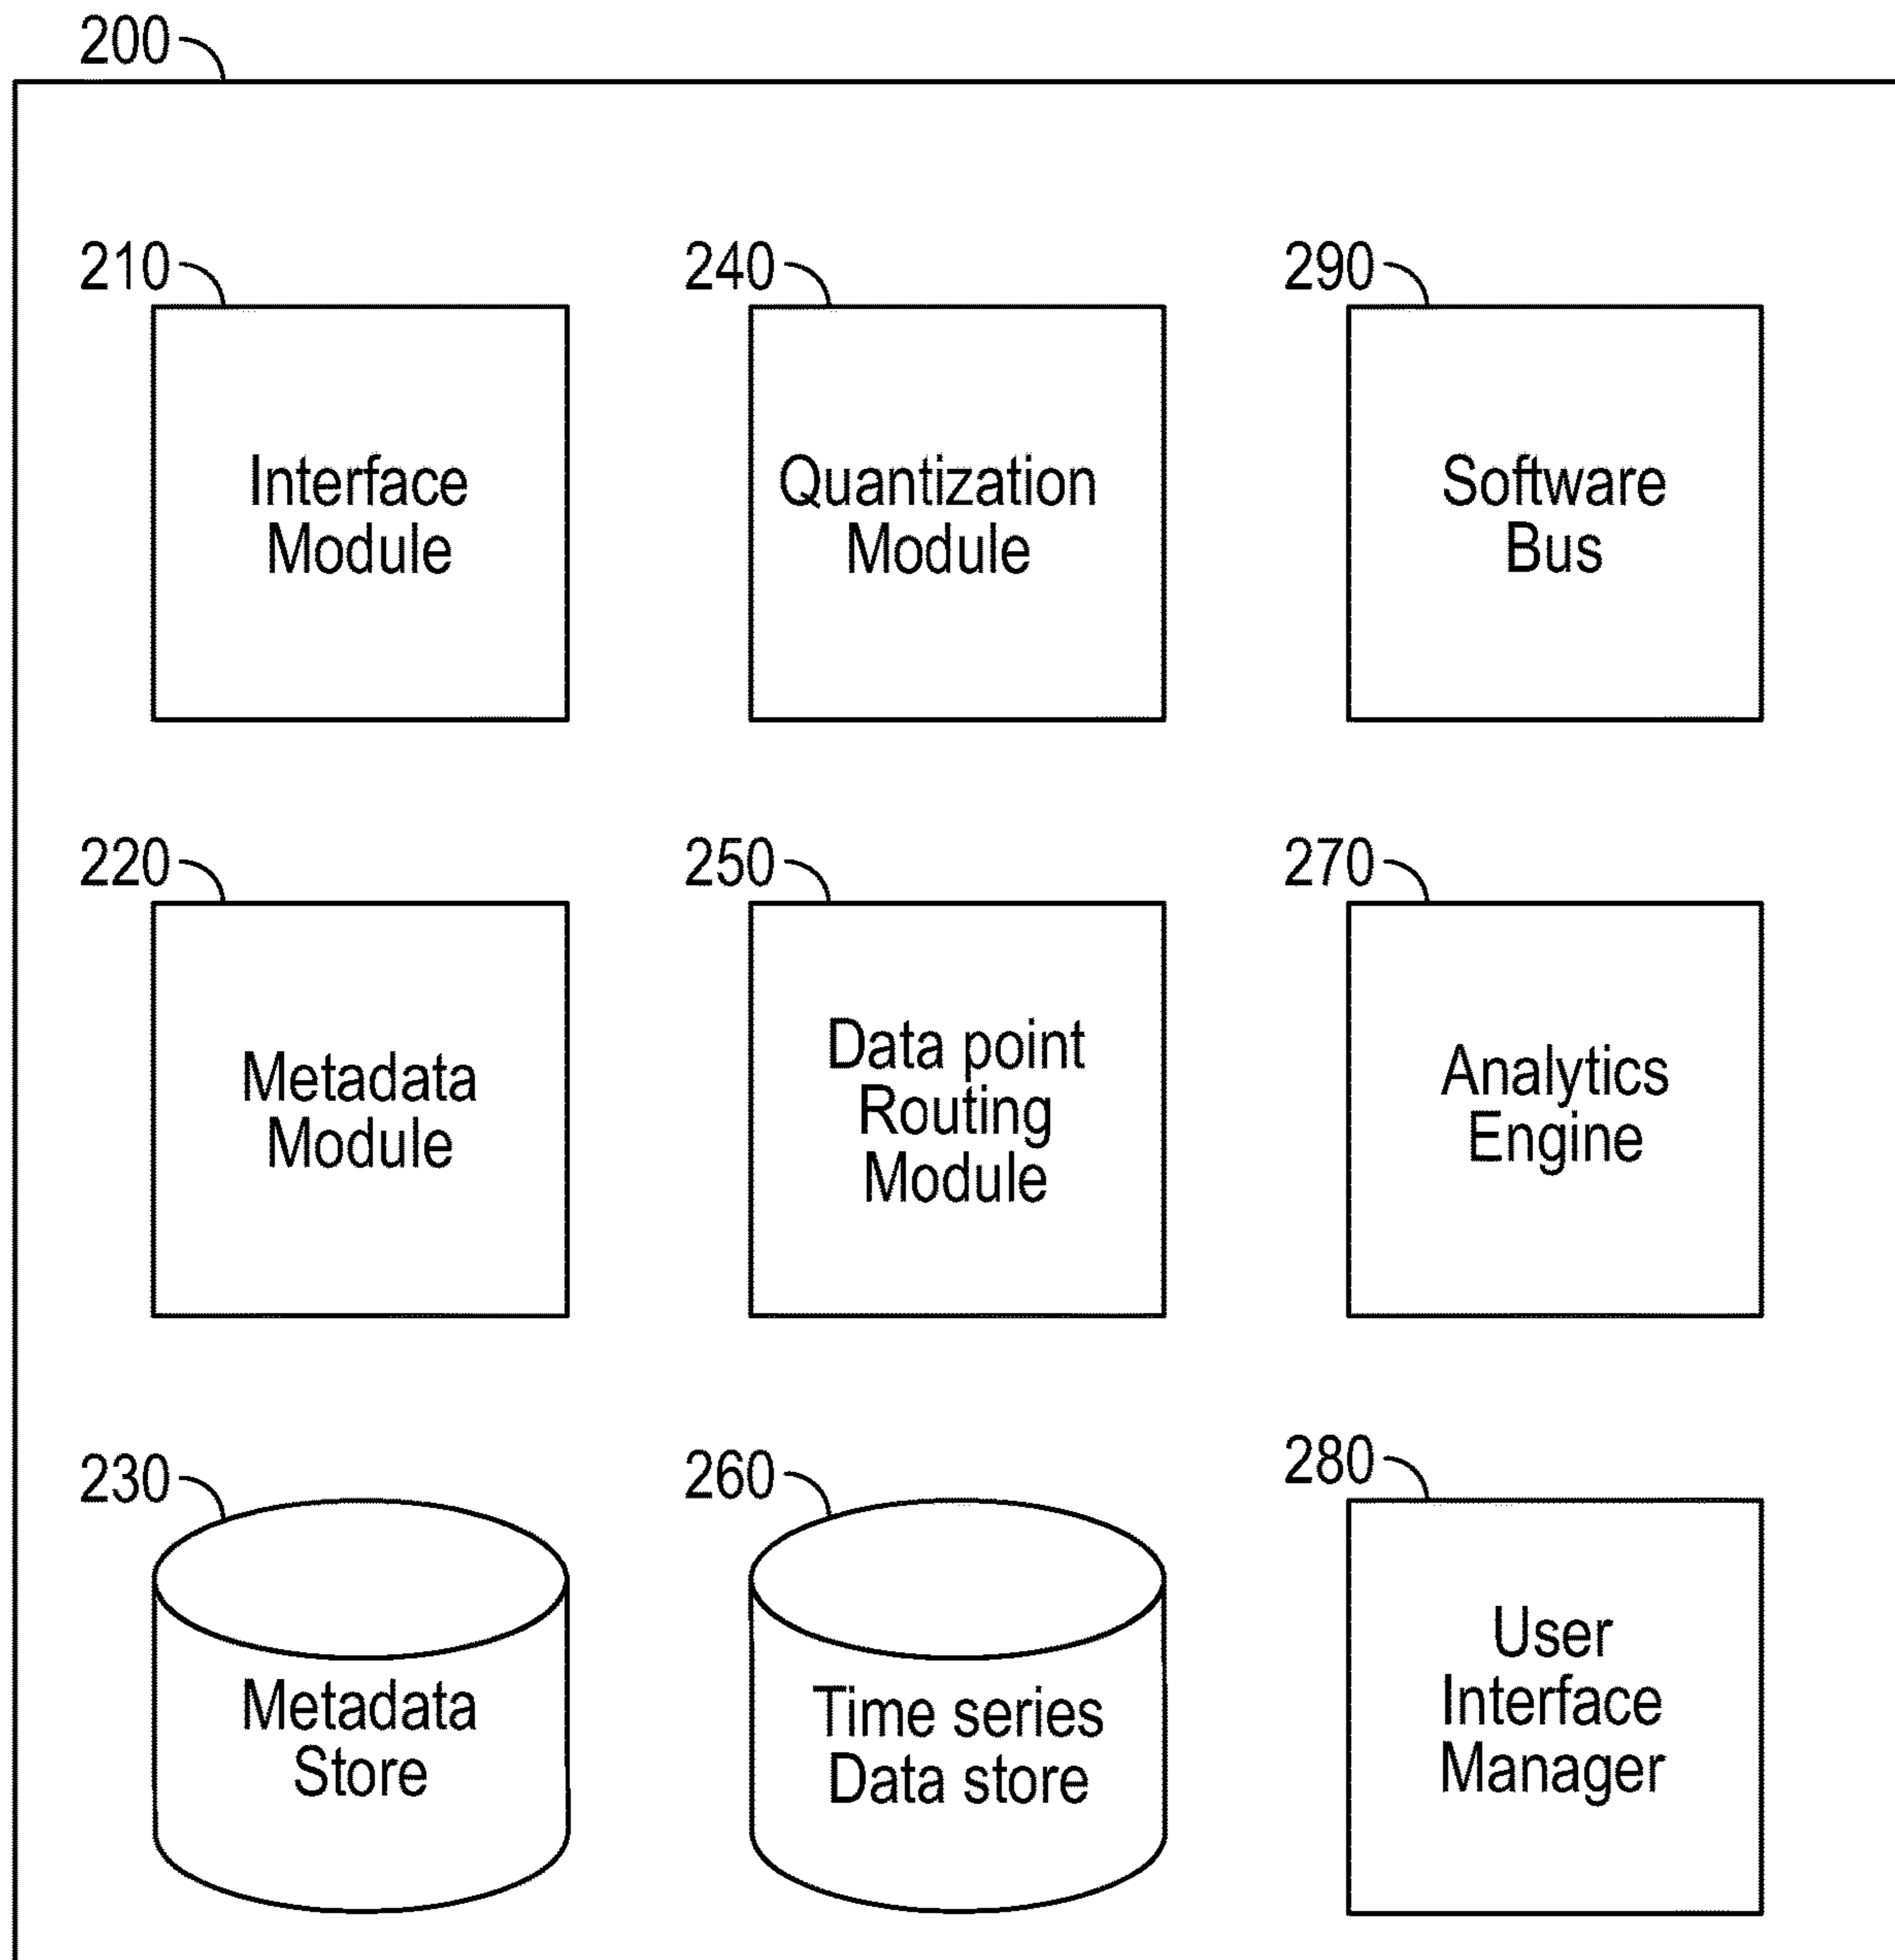 200
210
240
290
Interface
Module
Quantization
Module
Software
Bus
220
250
270
Metadata
Module
Data point
Routing
Module
Analytics
Engine
230
260
280
Metadata
Store
Time series
Data store
User
Interface
Manager